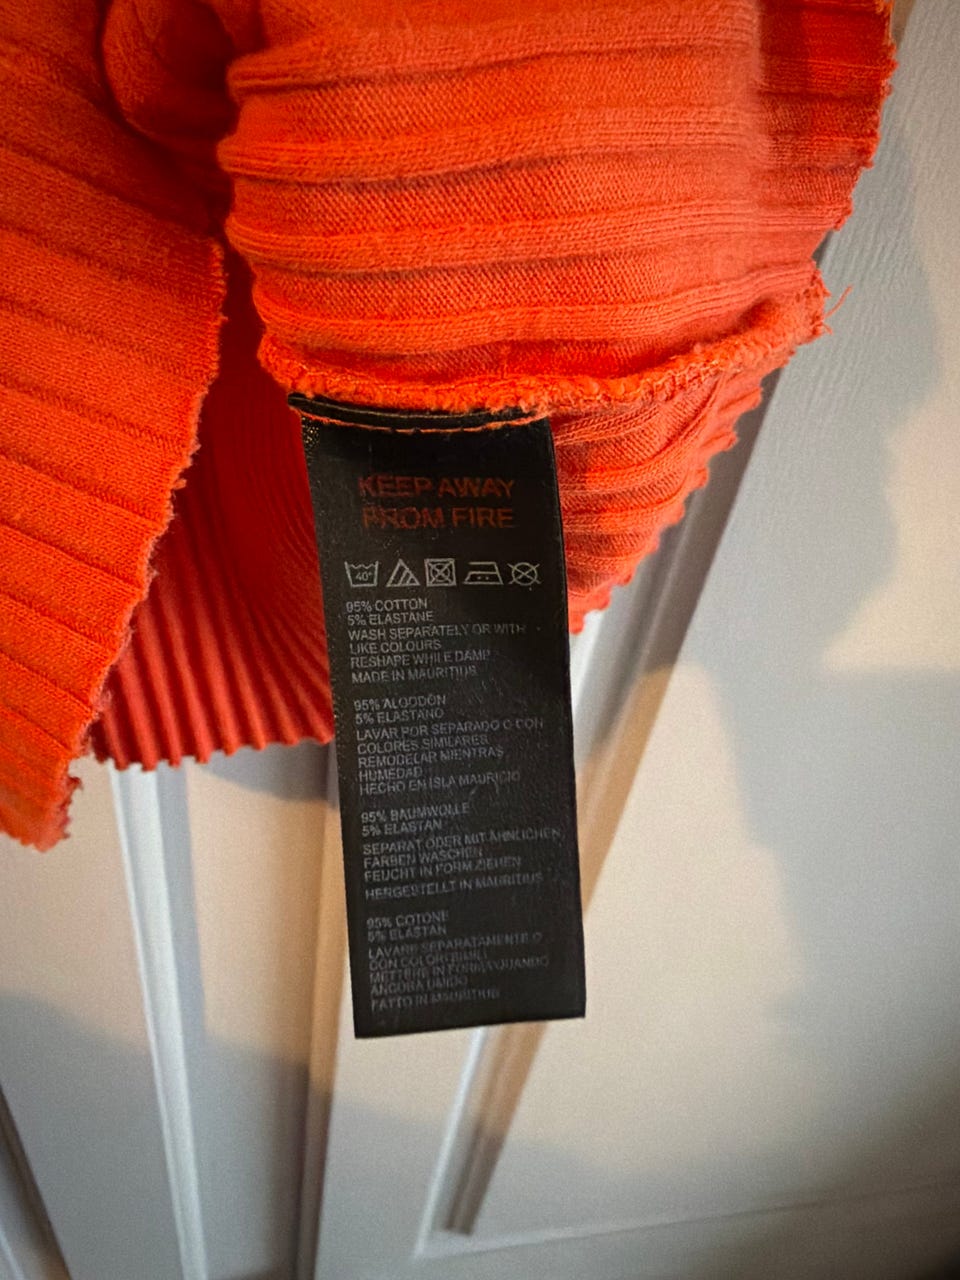 KEEP AWAY
FROM FIRE
40°
95% COTTON
5% ELASTANE
WASH SEPARATELY OR WITH
LIKE COLOURS
RESHAPE WHILE DAMP
MADE IN MAURITIUS
95% ALGODÓN
5% ELASTANO
LAVAR POR SEPARADO O CON
COLORES SIMILARES
REMODELAR MIENTRAS
HUMEDAD
HECHO EN ISLA MAURICIO
95% BAUMWOLLE
5% ELASTAN
SEPARAT ODER MIT ÄHNLICHEN
FARBEN WASCHEN
FEUCHT IN FORM ZIEHEN
HERGESTELLT IN MAURITIUS
95% COTONE
5% ELASTAN
LAVARE SEPARATAMENTE O
CON COLORI SIMILI
METTERE IN FORMA QUANDO
ANCORA UMIDO
FATTO IN MAURITIUS